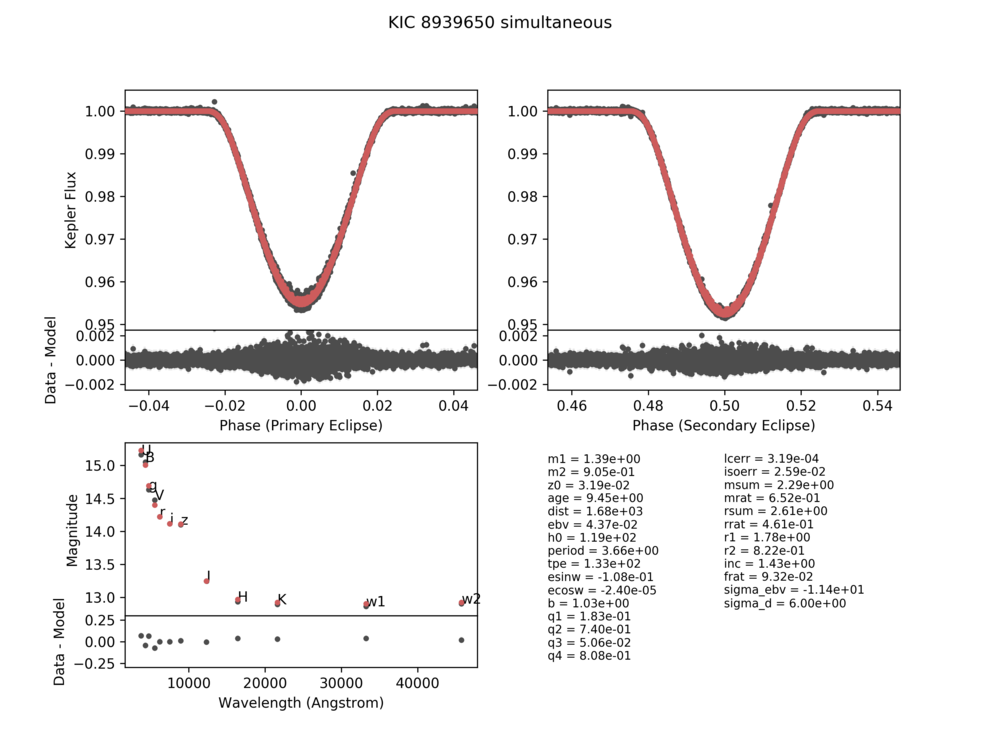 KIC 8939650 simultaneous
1.00
0.99
0.98
0.97
0.96
0.95
Kepler Flux
0.002
0.000
−0.002
Data - Model
−0.04 −0.02 0.00 0.02 0.04
Phase (Primary Eclipse)
1.00
0.99
0.98
0.97
0.96
0.95
0.002
0.000
−0.002
0.46 0.48 0.50 0.52 0.54
Phase (Secondary Eclipse)
15.0
14.5
14.0
13.5
13.0
Magnitude
U
B
g
V
r
i
z
J
H
K
w1
w2
0.25
0.00
−0.25
Data - Model
10000 20000 30000 40000
Wavelength (Angstrom)
m1 = 1.39e+00
m2 = 9.05e-01
z0 = 3.19e-02
age = 9.45e+00
dist = 1.68e+03
ebv = 4.37e-02
h0 = 1.19e+02
period = 3.66e+00
tpe = 1.33e+02
esinw = -1.08e-01
ecosw = -2.40e-05
b = 1.03e+00
q1 = 1.83e-01
q2 = 7.40e-01
q3 = 5.06e-02
q4 = 8.08e-01
lcerr = 3.19e-04
isoerr = 2.59e-02
msum = 2.29e+00
mrat = 6.52e-01
rsum = 2.61e+00
rrat = 4.61e-01
r1 = 1.78e+00
r2 = 8.22e-01
inc = 1.43e+00
frat = 9.32e-02
sigma_ebv = -1.14e+01
sigma_d = 6.00e+00